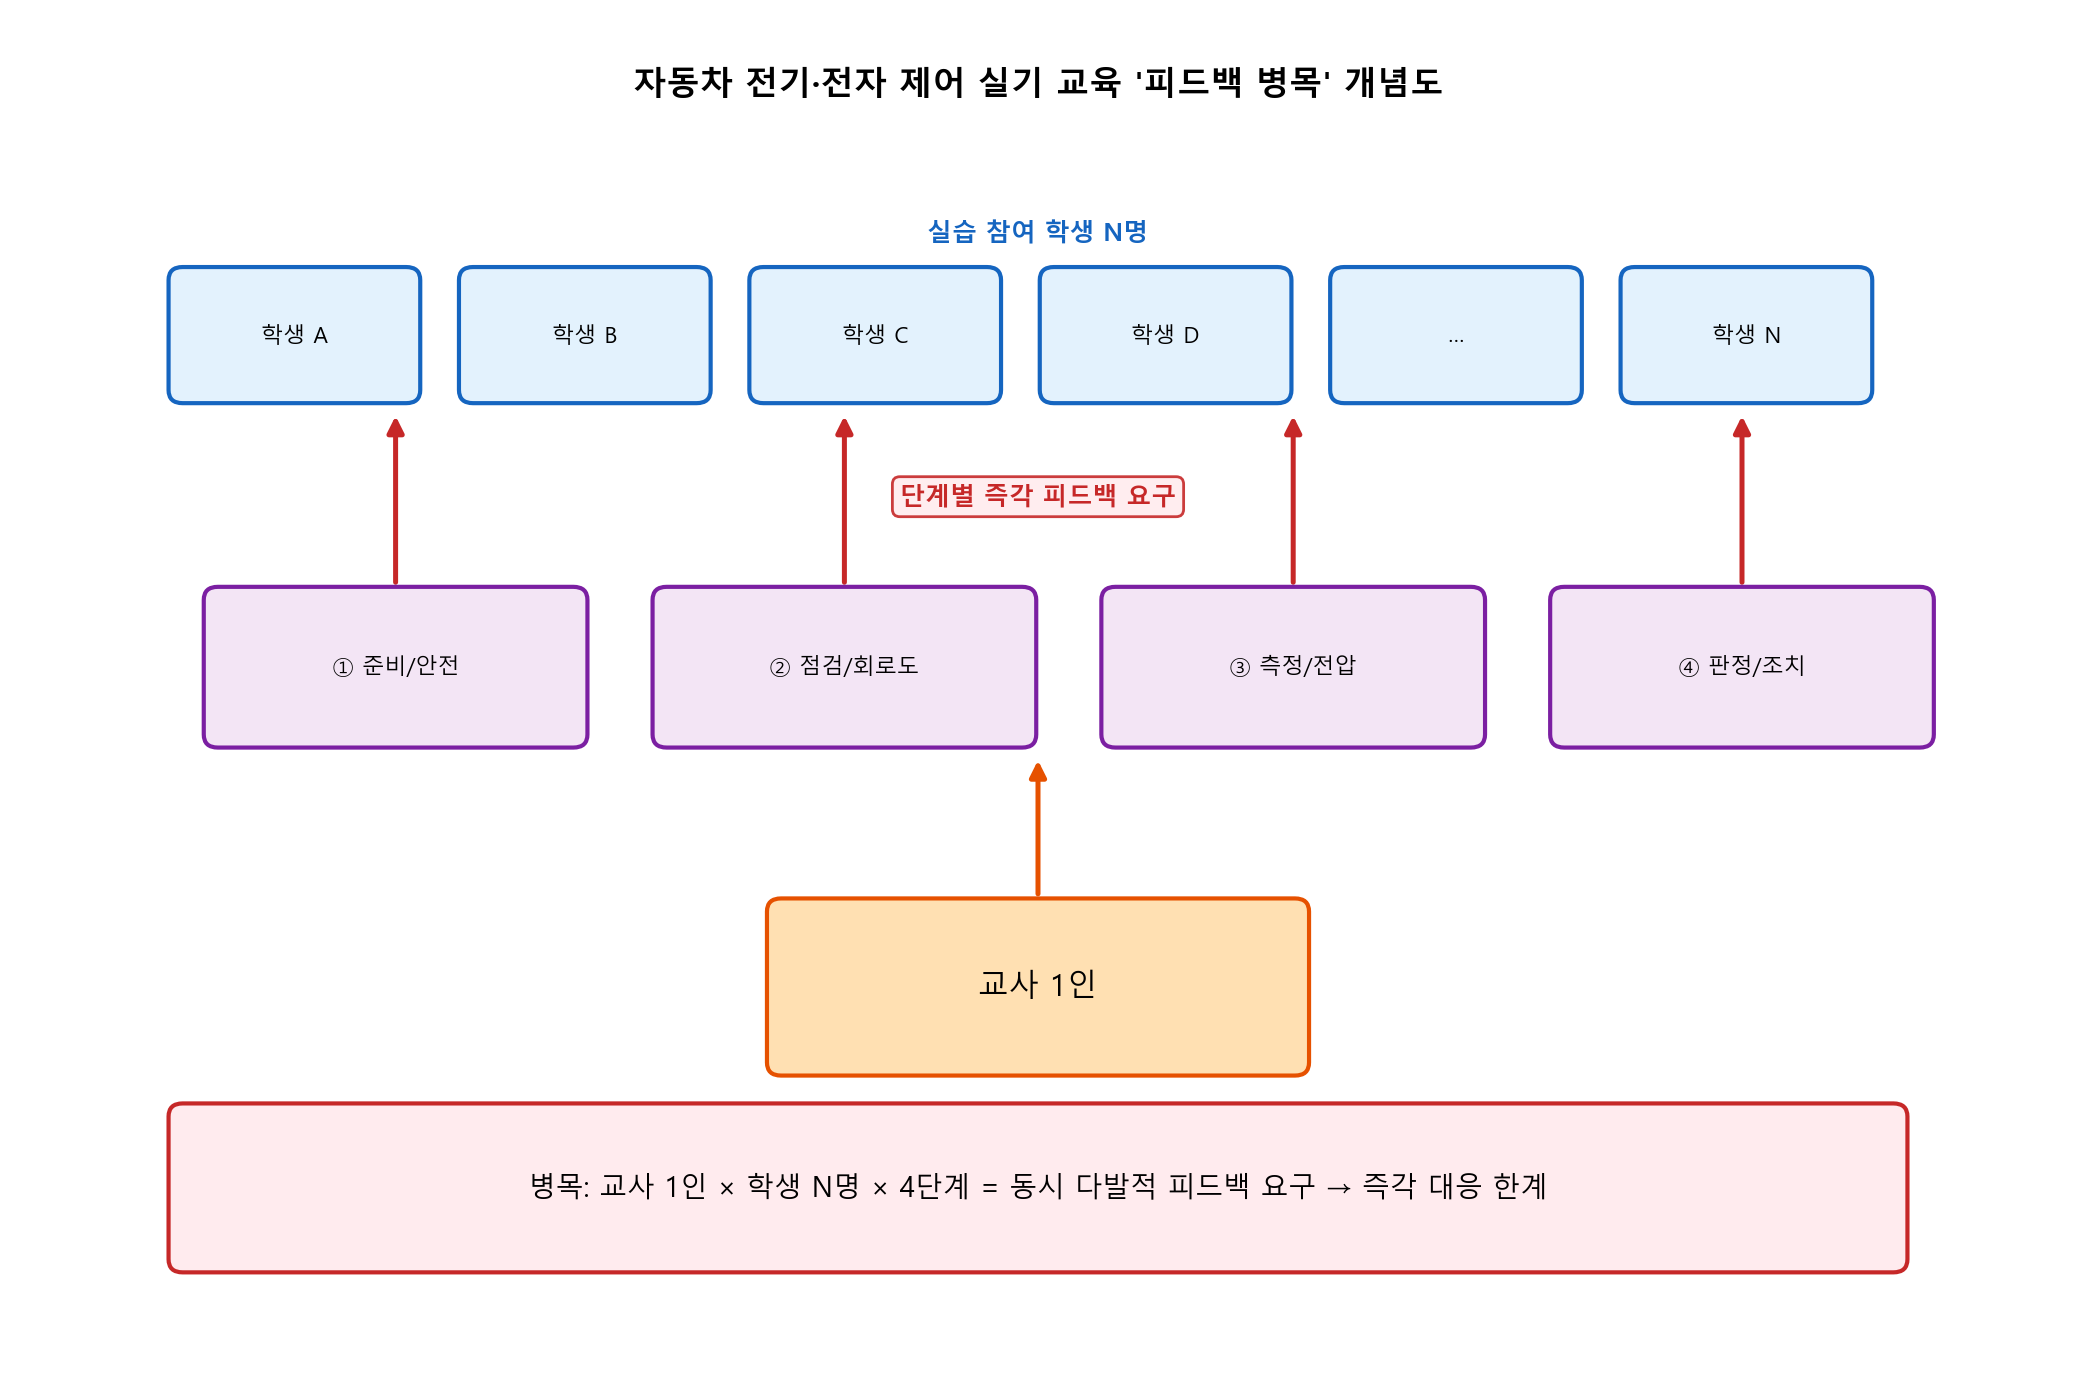 자동차 전기·전자 제어 실기 교육 '피드백 병목' 개념도
실습 참여 학생 N명
학생 A
학생 B
학생 C
학생 D
...
학생 N
단계별 즉각 피드백 요구
① 준비/안전
② 점검/회로도
③ 측정/전압
④ 판정/조치
교사 1인
병목: 교사 1인 × 학생 N명 × 4단계 = 동시 다발적 피드백 요구 → 즉각 대응 한계